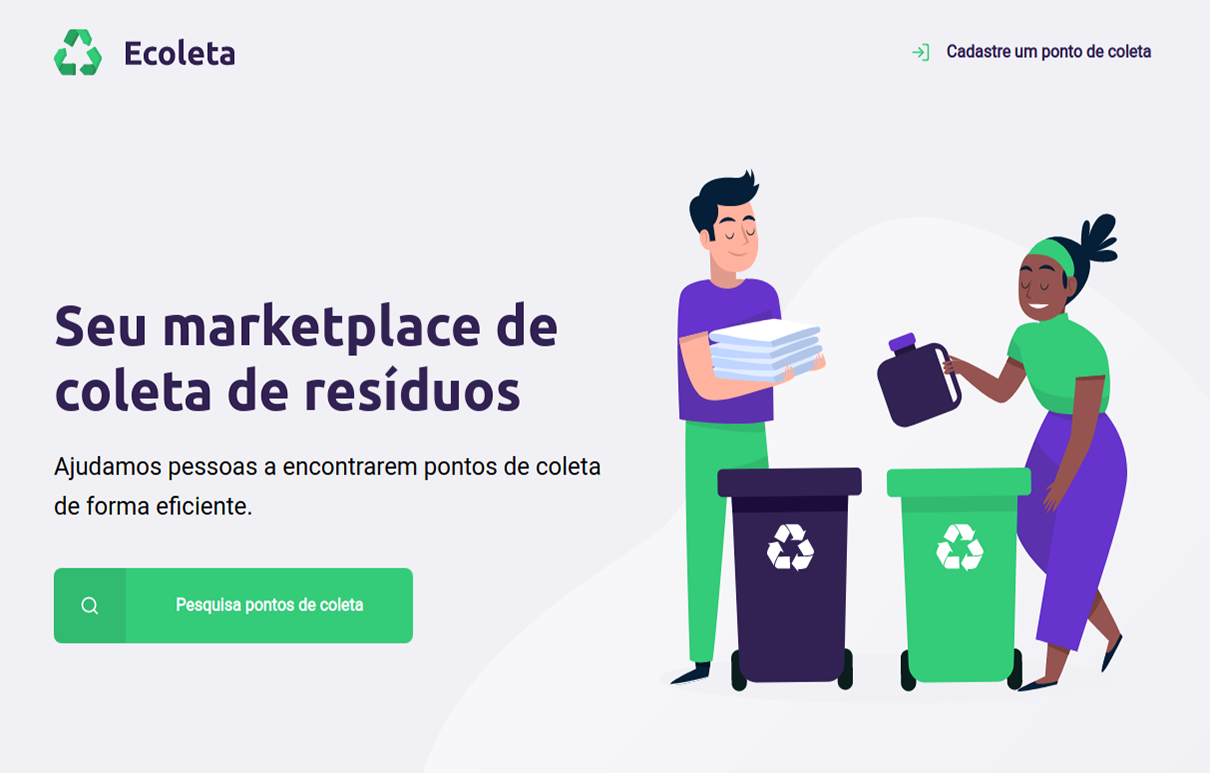 Ecoleta
Cadastre um ponto de coleta
Seu marketplace de
coleta de resíduos
Ajudamos pessoas a encontrarem pontos de coleta
de forma eficiente.
Pesquisa pontos de coleta